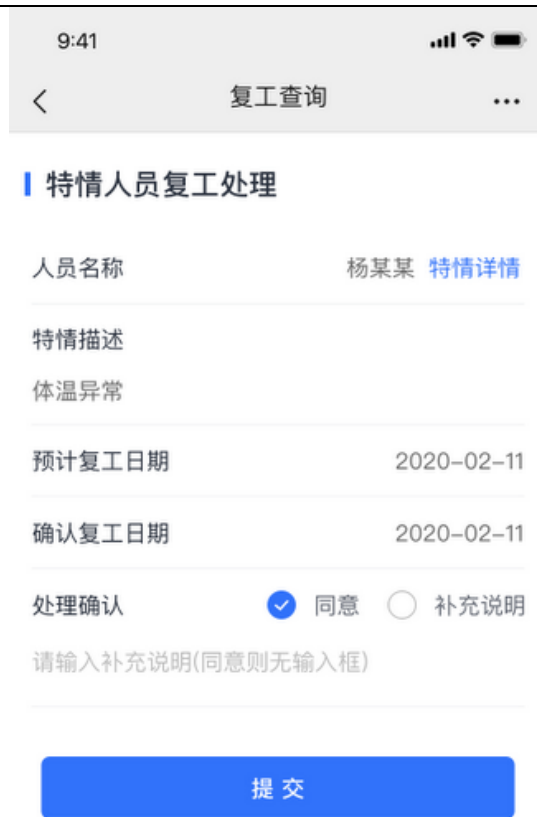 9:41
复工查询
特情人员复工处理
人员名称 杨某某 特情详情
特情描述
体温异常
预计复工日期 2020-02-11
确认复工日期 2020-02-11
处理确认 同意 补充说明
请输入补充说明(同意则无输入框)
提交